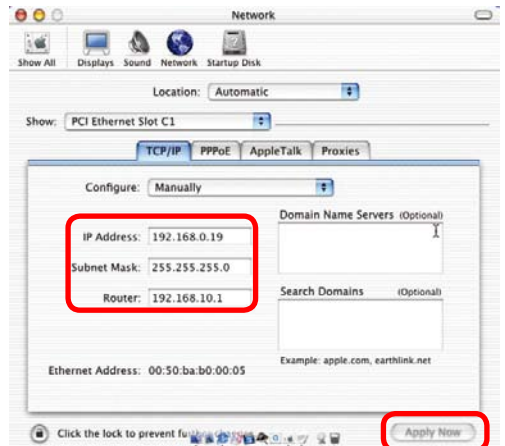 Network
Show All Displays Sound Network Startup Disk
Location: Automatic
Show: PCI Ethernet Slot C1
TCP/IP PPPoE AppleTalk Proxies
Configure: Manually
Domain Name Servers (Optional)
IP Address: 192.168.0.19
Subnet Mask: 255.255.255.0
Search Domains (Optional)
Router: 192.168.10.1
Example: apple.com, earthlink.net
Ethernet Address: 00:50:ba:b0:00:05
Click the lock to prevent
Apply Now